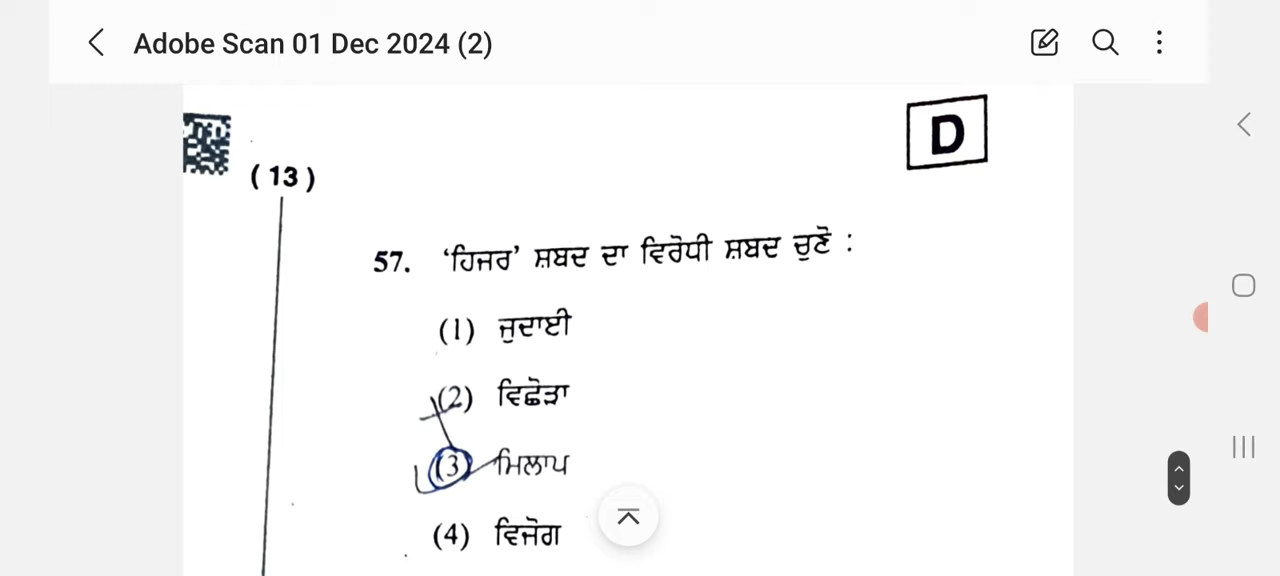 Adobe Scan 01 Dec 2024 (2)
D
(13)
57. 'ਹਿਜਰ' ਸ਼ਬਦ ਦਾ ਵਿਰੋਧੀ ਸ਼ਬਦ ਚੁਣੋ :
(1) ਜੁਦਾਈ
(2) ਵਿਛੋੜਾ
(3) ਮਿਲਾਪ
(4) ਵਿਜੋਗ